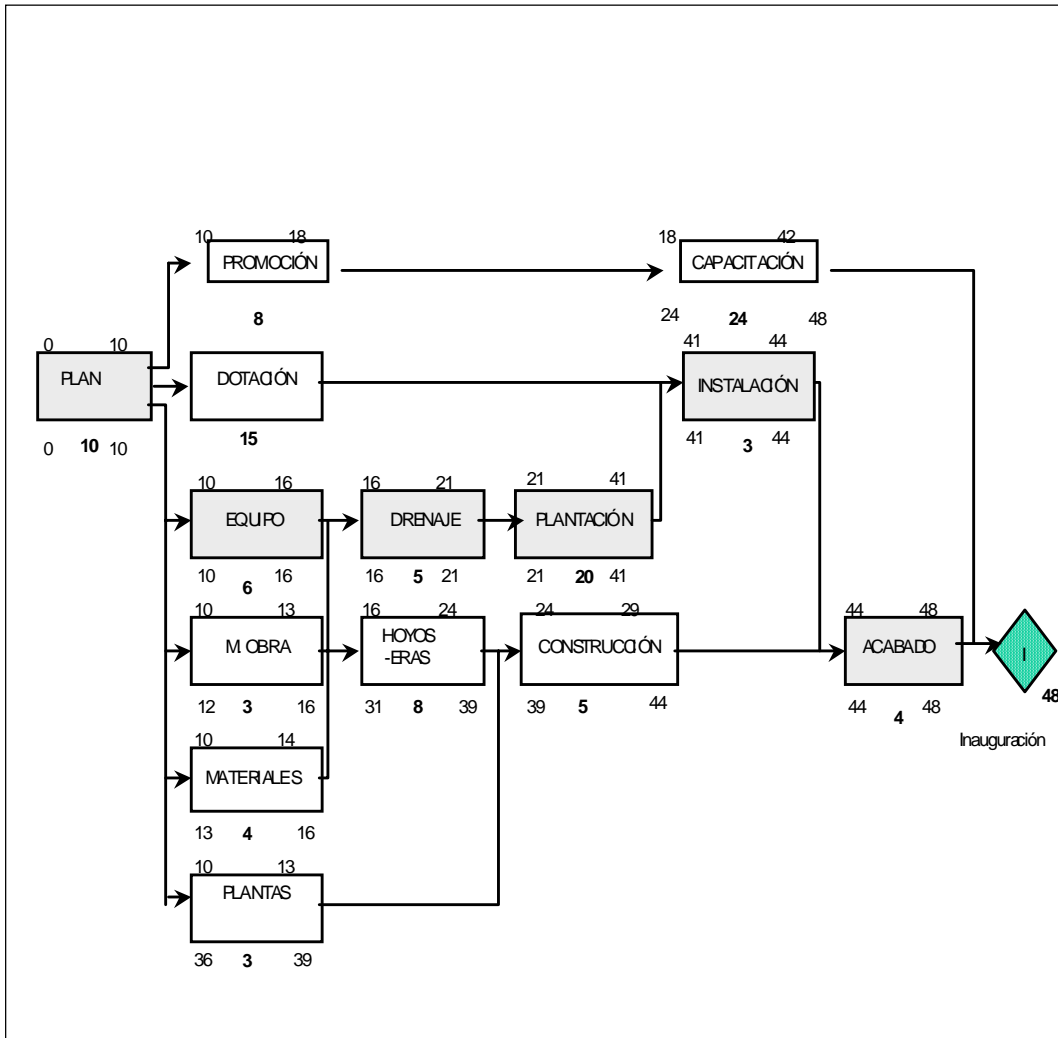 10 18
PROMOCIÓN
8
18 42
CAPACITACIÓN
24 24 48
0 10
PLAN
0 10 10
DOTACIÓN
15
41 44
INSTALACIÓN
41 3 44
10 16
EQUIPO
10 6 16
16 21
DRENAJE
16 5 21
21 41
PLANTACIÓN
21 20 41
10 13
M. OBRA
12 3 16
16 24
HOYOS
-ERAS
31 8 39
24 29
CONSTRUCCIÓN
39 5 44
44 48
ACABADO
44 4 48
I
48
Inauguración
10 14
MATERIALES
13 4 16
10 13
PLANTAS
36 3 39